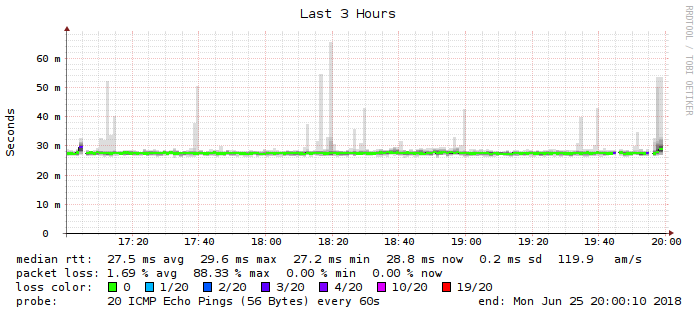 Last 3 Hours
RRDTOOL / TOBI OETIKER
Seconds
60 m
50 m
40 m
30 m
20 m
10 m
0
17:20 17:40 18:00 18:20 18:40 19:00 19:20 19:40 20:00
median rtt: 27.5 ms avg 29.6 ms max 27.2 ms min 28.8 ms now 0.2 ms sd 119.9 am/s
packet loss: 1.69 % avg 88.33 % max 0.00 % min 0.00 % now
loss color: 0 1/20 2/20 3/20 4/20 10/20 19/20
probe: 20 ICMP Echo Pings (56 Bytes) every 60s end: Mon Jun 25 20:00:10 2018